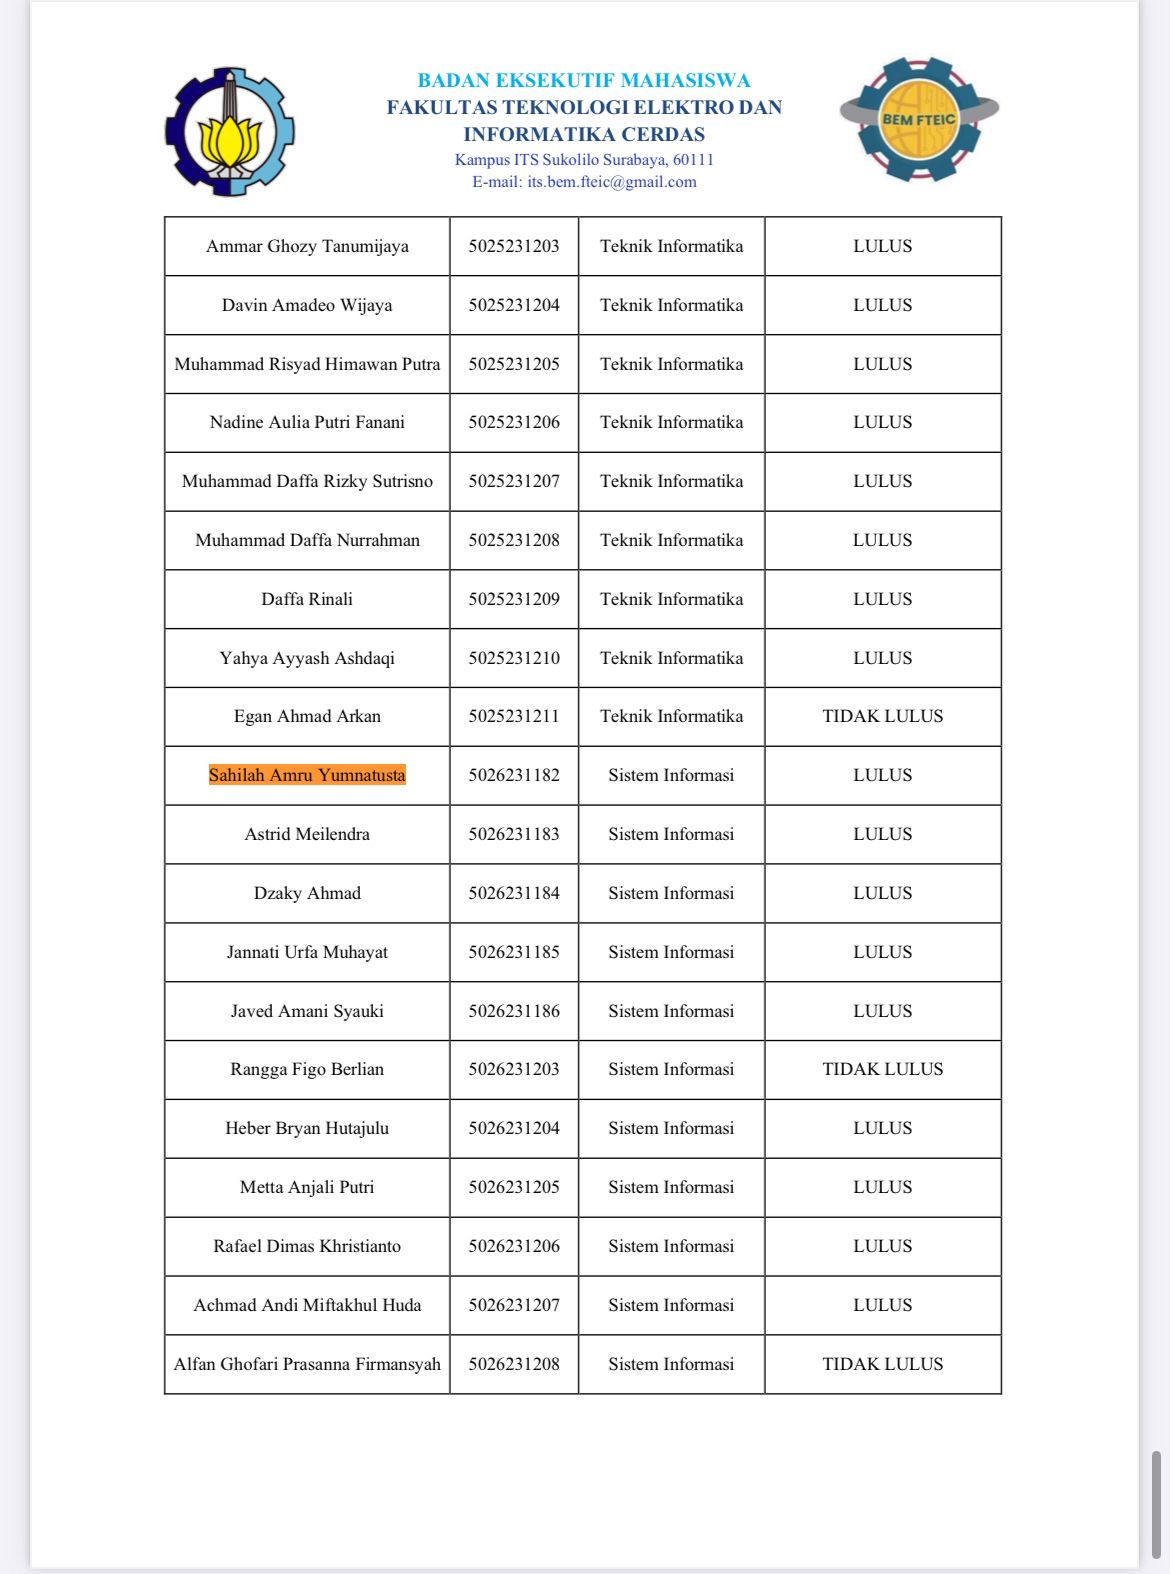 BADAN EKSEKUTIF MAHASISWA
FAKULTAS TEKNOLOGI ELEKTRO DAN
INFORMATIKA CERDAS
Kampus ITS Sukolilo Surabaya, 60111
E-mail: its.bem.fteic@gmail.com
BEM FTEIC
Ammar Ghozy Tanumijaya 5025231203 Teknik Informatika LULUS
Davin Amadeo Wijaya 5025231204 Teknik Informatika LULUS
Muhammad Risyad Himawan Putra 5025231205 Teknik Informatika LULUS
Nadine Aulia Putri Fanani 5025231206 Teknik Informatika LULUS
Muhammad Daffa Rizky Sutrisno 5025231207 Teknik Informatika LULUS
Muhammad Daffa Nurrahman 5025231208 Teknik Informatika LULUS
Daffa Rinali 5025231209 Teknik Informatika LULUS
Yahya Ayyash Ashdaqi 5025231210 Teknik Informatika LULUS
Egan Ahmad Arkan 5025231211 Teknik Informatika TIDAK LULUS
Sahilah Amru Yumnatusta 5026231182 Sistem Informasi LULUS
Astrid Meilendra 5026231183 Sistem Informasi LULUS
Dzaky Ahmad 5026231184 Sistem Informasi LULUS
Jannati Urfa Muhayat 5026231185 Sistem Informasi LULUS
Javed Amani Syauki 5026231186 Sistem Informasi LULUS
Rangga Figo Berlian 5026231203 Sistem Informasi TIDAK LULUS
Heber Bryan Hutajulu 5026231204 Sistem Informasi LULUS
Metta Anjali Putri 5026231205 Sistem Informasi LULUS
Rafael Dimas Khristianto 5026231206 Sistem Informasi LULUS
Achmad Andi Miftakhul Huda 5026231207 Sistem Informasi LULUS
Alfan Ghofari Prasanna Firmansyah 5026231208 Sistem Informasi TIDAK LULUS